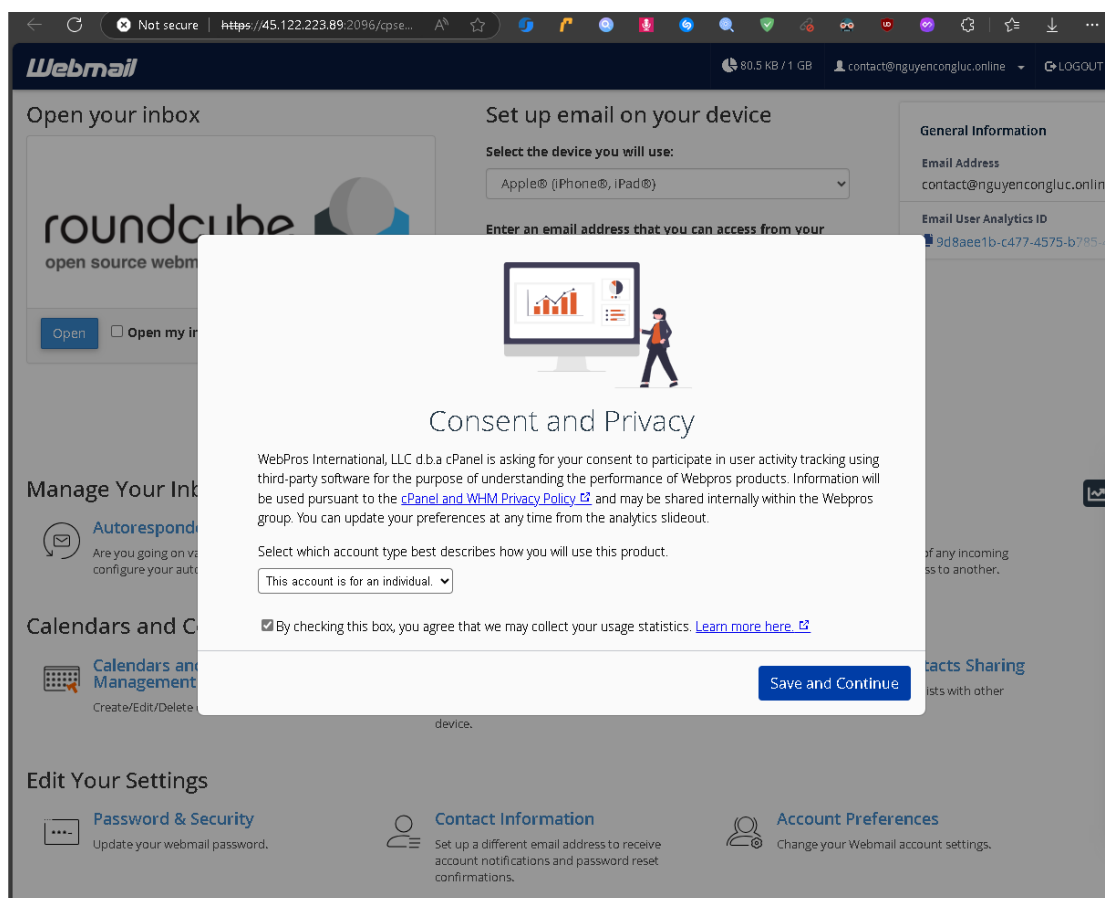 Not secure
https://45.122.223.89:2096/cpse...
Webmail
80.5 KB / 1 GB
contact@nguyencongluc.online
LOGOUT
Open your inbox
roundcube
open source webm
Open
Open my in
Set up email on your device
Select the device you will use:
Apple® (iPhone®, iPad®)
Enter an email address that you can access from your
General Information
Email Address
contact@nguyencongluc.onlin
Email User Analytics ID
9d8aee1b-c477-4575-b785-
Consent and Privacy
WebPros International, LLC d.b.a cPanel is asking for your consent to participate in user activity tracking using
third-party software for the purpose of understanding the performance of Webpros products. Information will
be used pursuant to the cPanel and WHM Privacy Policy and may be shared internally within the Webpros
group. You can update your preferences at any time from the analytics slideout.
Select which account type best describes how you will use this product.
This account is for an individual.
By checking this box, you agree that we may collect your usage statistics. Learn more here.
Save and Continue
Manage Your Inb
Autoresponde
Are you going on va
configure your auto
of any incoming
ss to another.
Calendars and C
Calendars and
Management
Create/Edit/Delete
device.
tacts Sharing
ists with other
Edit Your Settings
Password & Security
Update your webmail password.
Contact Information
Set up a different email address to receive
account notifications and password reset
confirmations.
Account Preferences
Change your Webmail account settings.